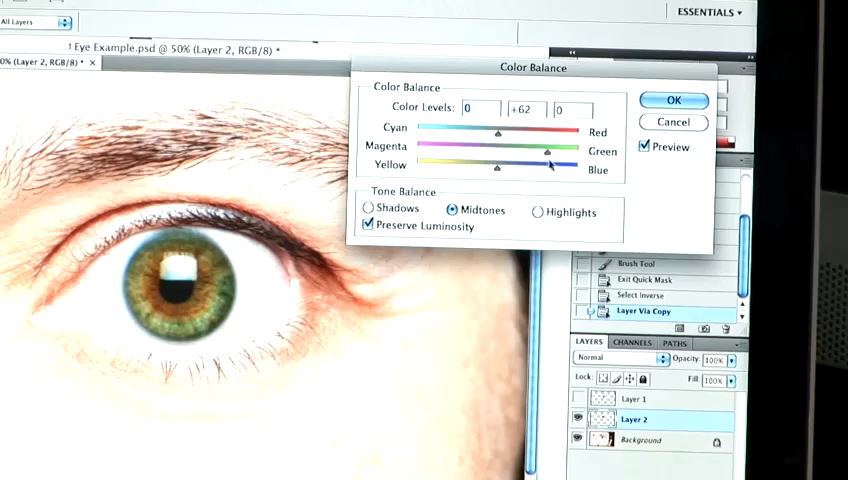 ESSENTIALS
All Layers
Eye Example.psd @ 50% (Layer 2, RGB/8) *
0% (Layer 2, RGB/8) * ×
Color Balance
Color Balance
Color Levels: 0 +62 0
Cyan Red
Magenta Green
Yellow Blue
Tone Balance
Shadows Midtones Highlights
Preserve Luminosity
OK
Cancel
Preview
Brush Tool
Exit Quick Mask
Select Inverse
Layer Via Copy
LAYERS CHANNELS PATHS
Normal Opacity: 100%
Lock: Fill: 100%
Layer 1
Layer 2
Background